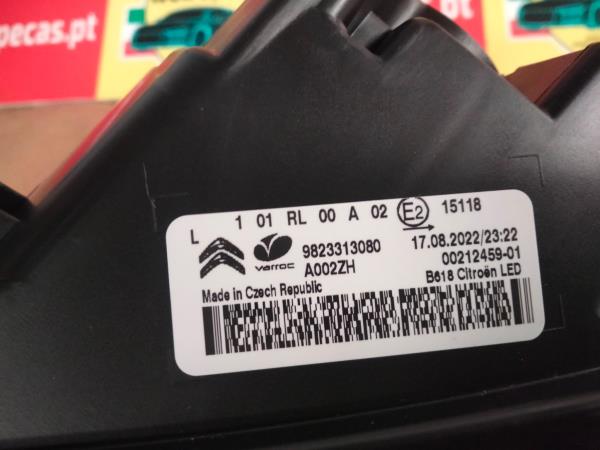 pecas.pt
L 1 01 RL 00 A 02 E2 15118
varroc 9823313080 17.08.2022/23:22
A002ZH 00212459-01
Made in Czech Republic B618 Citroën LED